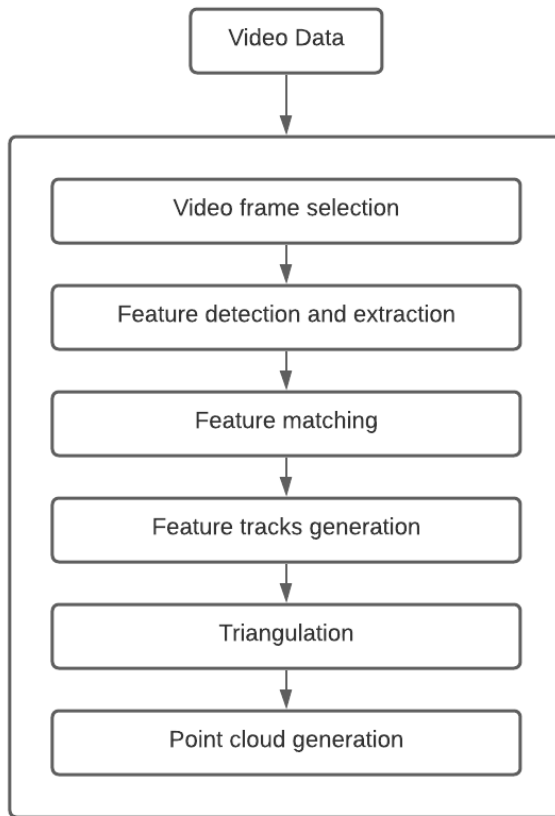 Video Data
Video frame selection
Feature detection and extraction
Feature matching
Feature tracks generation
Triangulation
Point cloud generation